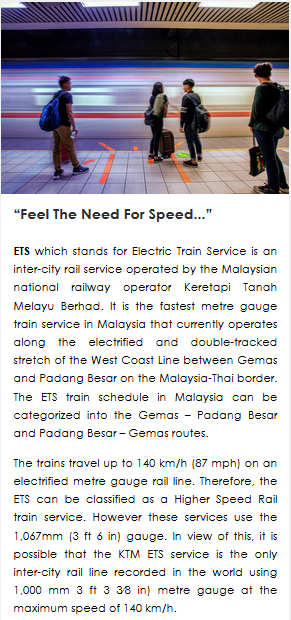 “Feel The Need For Speed...”
ETS which stands for Electric Train Service is an
inter-city rail service operated by the Malaysian
national railway operator Keretapi Tanah
Melayu Berhad. It is the fastest metre gauge
train service in Malaysia that currently operates
along the electrified and double-tracked
stretch of the West Coast Line between Gemas
and Padang Besar on the Malaysia-Thai border.
The ETS train schedule in Malaysia can be
categorized into the Gemas – Padang Besar
and Padang Besar – Gemas routes.
The trains travel up to 140 km/h (87 mph) on an
electrified metre gauge rail line. Therefore, the
ETS can be classified as a Higher Speed Rail
train service. However these services use the
1,067mm (3 ft 6 in) gauge. In view of this, it is
possible that the KTM ETS service is the only
inter-city rail line recorded in the world using
1,000 mm 3 ft 3 3⁄8 in) metre gauge at the
maximum speed of 140 km/h.